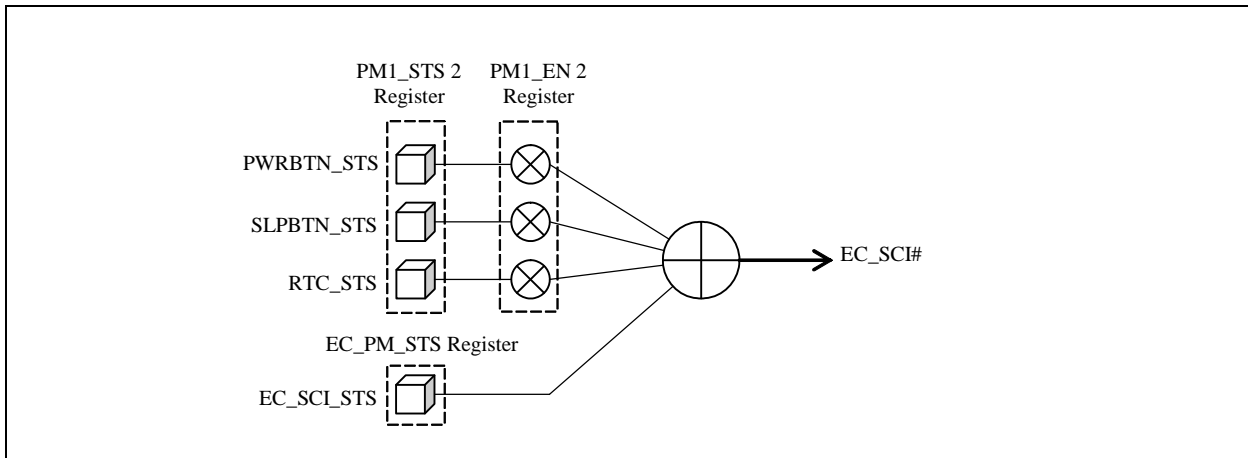 PM1_STS 2
Register
PM1_EN 2
Register
PWRBTN_STS
SLPBTN_STS
RTC_STS
EC_SCI#
EC_PM_STS Register
EC_SCI_STS